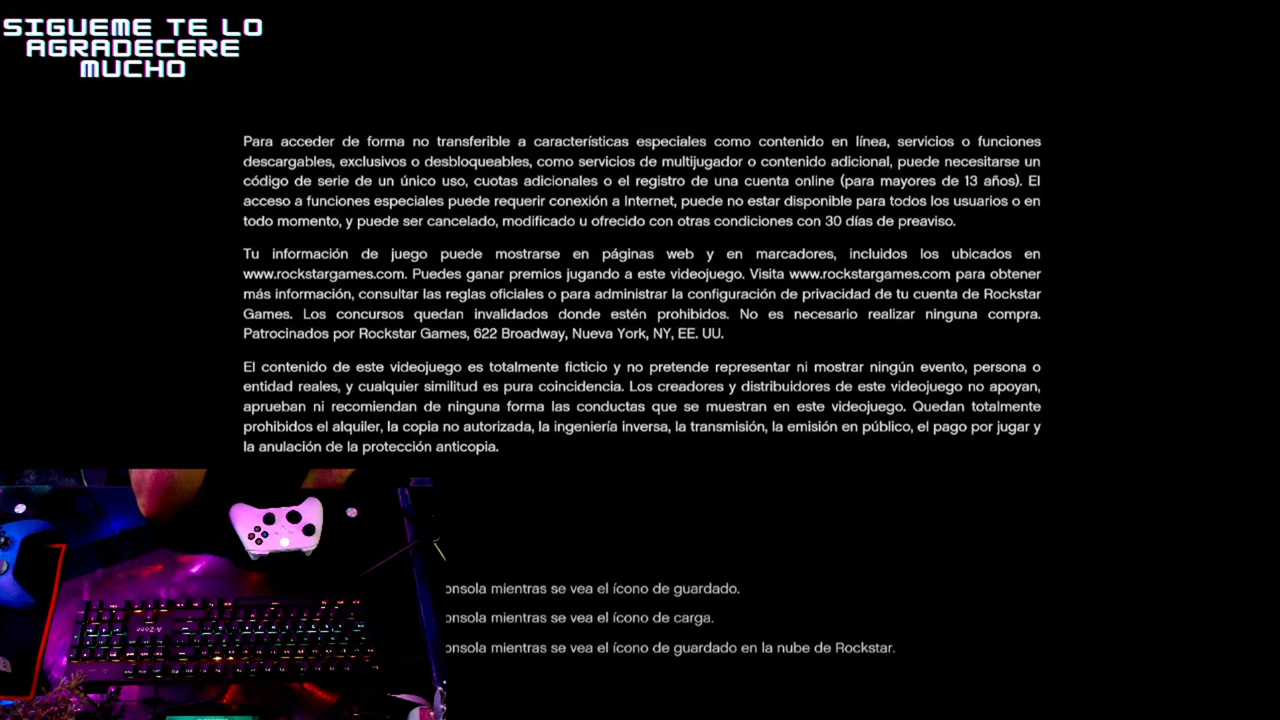 SIGUEME TE LO
AGRADECERE
MUCHO
Para acceder de forma no transferible a características especiales como contenido en línea, servicios o funciones
descargables, exclusivos o desbloqueables, como servicios de multijugador o contenido adicional, puede necesitarse un
código de serie de un único uso, cuotas adicionales o el registro de una cuenta online (para mayores de 13 años). El
acceso a funciones especiales puede requerir conexión a Internet, puede no estar disponible para todos los usuarios o en
todo momento, y puede ser cancelado, modificado u ofrecido con otras condiciones con 30 días de preaviso.
Tu información de juego puede mostrarse en páginas web y en marcadores, incluidos los ubicados en
www.rockstargames.com. Puedes ganar premios jugando a este videojuego. Visita www.rockstargames.com para obtener
más información, consultar las reglas oficiales o para administrar la configuración de privacidad de tu cuenta de Rockstar
Games. Los concursos quedan invalidados donde estén prohibidos. No es necesario realizar ninguna compra.
Patrocinados por Rockstar Games, 622 Broadway, Nueva York, NY, EE. UU.
El contenido de este videojuego es totalmente ficticio y no pretende representar ni mostrar ningún evento, persona o
entidad reales, y cualquier similitud es pura coincidencia. Los creadores y distribuidores de este videojuego no apoyan,
aprueban ni recomiendan de ninguna forma las conductas que se muestran en este videojuego. Quedan totalmente
prohibidos el alquiler, la copia no autorizada, la ingeniería inversa, la transmisión, la emisión en público, el pago por jugar y
la anulación de la protección anticopia.
onsola mientras se vea el ícono de guardado.
onsola mientras se vea el ícono de carga.
onsola mientras se vea el ícono de guardado en la nube de Rockstar.
A-Zone